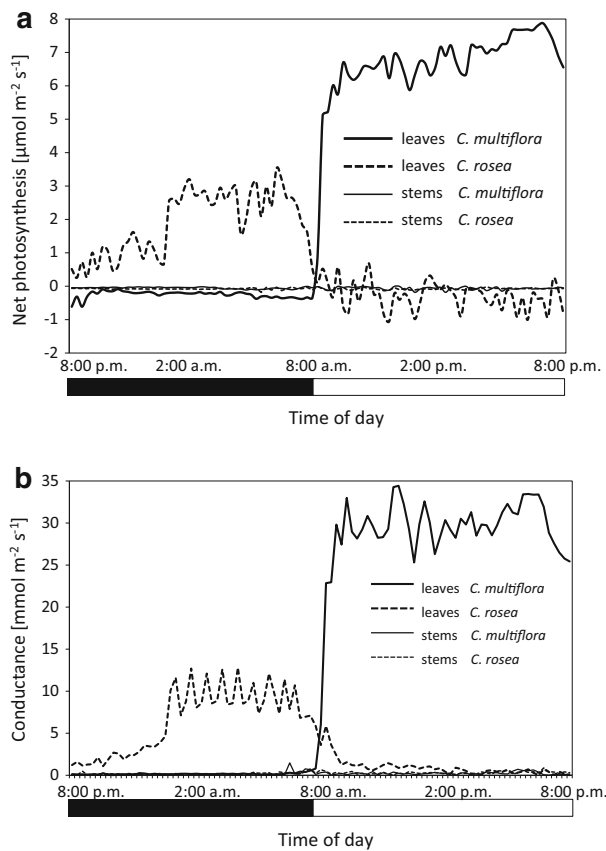 a
Net photosynthesis [µmol m⁻² s⁻¹]
8
7
6
5
4
3
2
1
0
-1
-2
leaves C. multiflora
leaves C. rosea
stems C. multiflora
stems C. rosea
8:00 p.m. 2:00 a.m. 8:00 a.m. 2:00 p.m. 8:00 p.m.
Time of day
b
Conductance [mmol m⁻² s⁻¹]
35
30
25
20
15
10
5
0
leaves C. multiflora
leaves C. rosea
stems C. multiflora
stems C. rosea
8:00 p.m. 2:00 a.m. 8:00 a.m. 2:00 p.m. 8:00 p.m.
Time of day